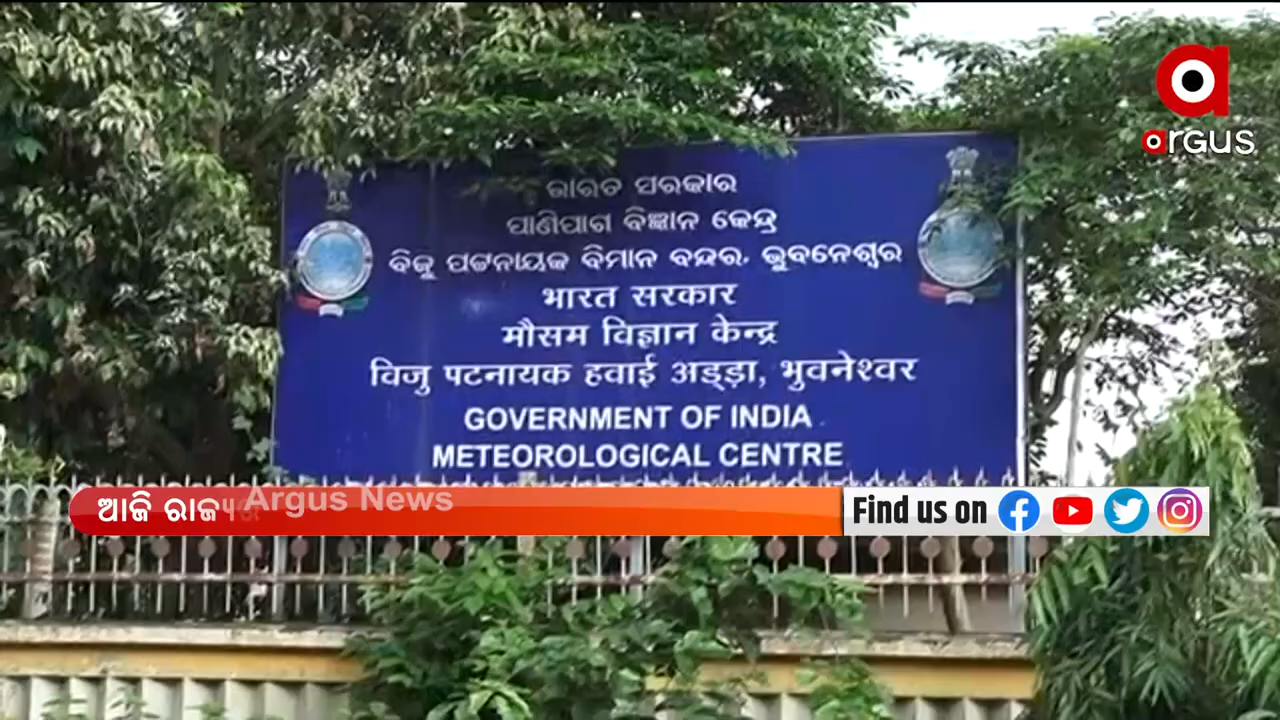 argus
ଭାରତ ସରକାର
ପାଣିପାଗ ବିଜ୍ଞାନ କେନ୍ଦ୍ର
ବିଜୁ ପଟ୍ଟନାୟକ ବିମାନ ବନ୍ଦର, ଭୁବନେଶ୍ୱର
भारत सरकार
मौसम विज्ञान केन्द्र
विजु पटनायक हवाई अड्ड़ा, भुवनेश्वर
GOVERNMENT OF INDIA
METEOROLOGICAL CENTRE
ଆଜି
Argus News
Find us on